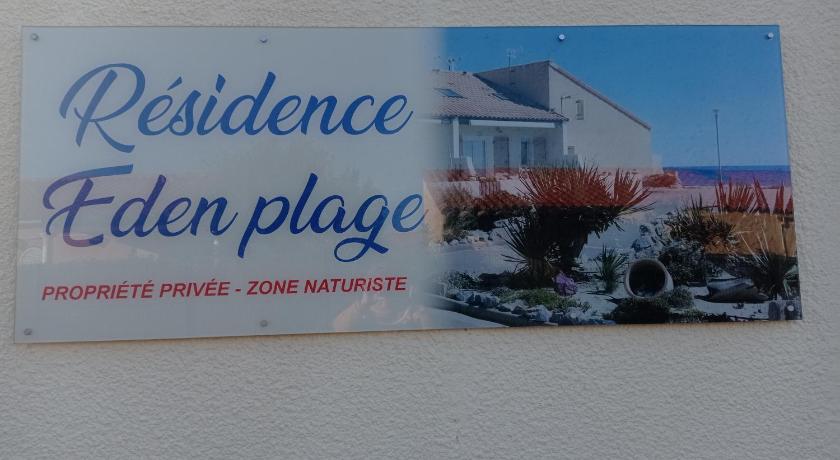 Résidence
Eden plage
PROPRIÉTÉ PRIVÉE - ZONE NATURiSTE